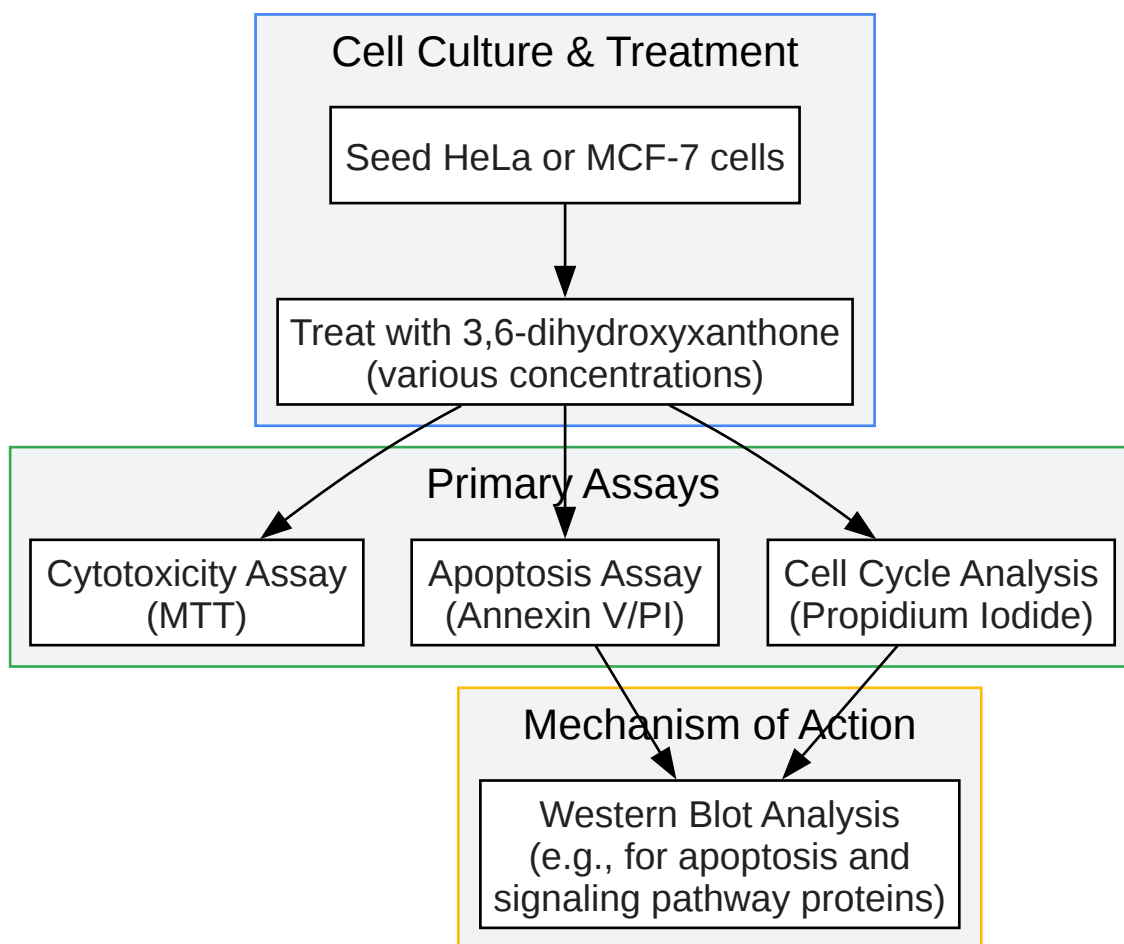 Cell Culture & Treatment
Seed HeLa or MCF-7 cells
Treat with 3,6-dihydroxyxanthone
(various concentrations)
Primary Assays
Cytotoxicity Assay
(MTT)
Apoptosis Assay
(Annexin V/PI)
Cell Cycle Analysis
(Propidium Iodide)
Mechanism of Action
Western Blot Analysis
(e.g., for apoptosis and
signaling pathway proteins)